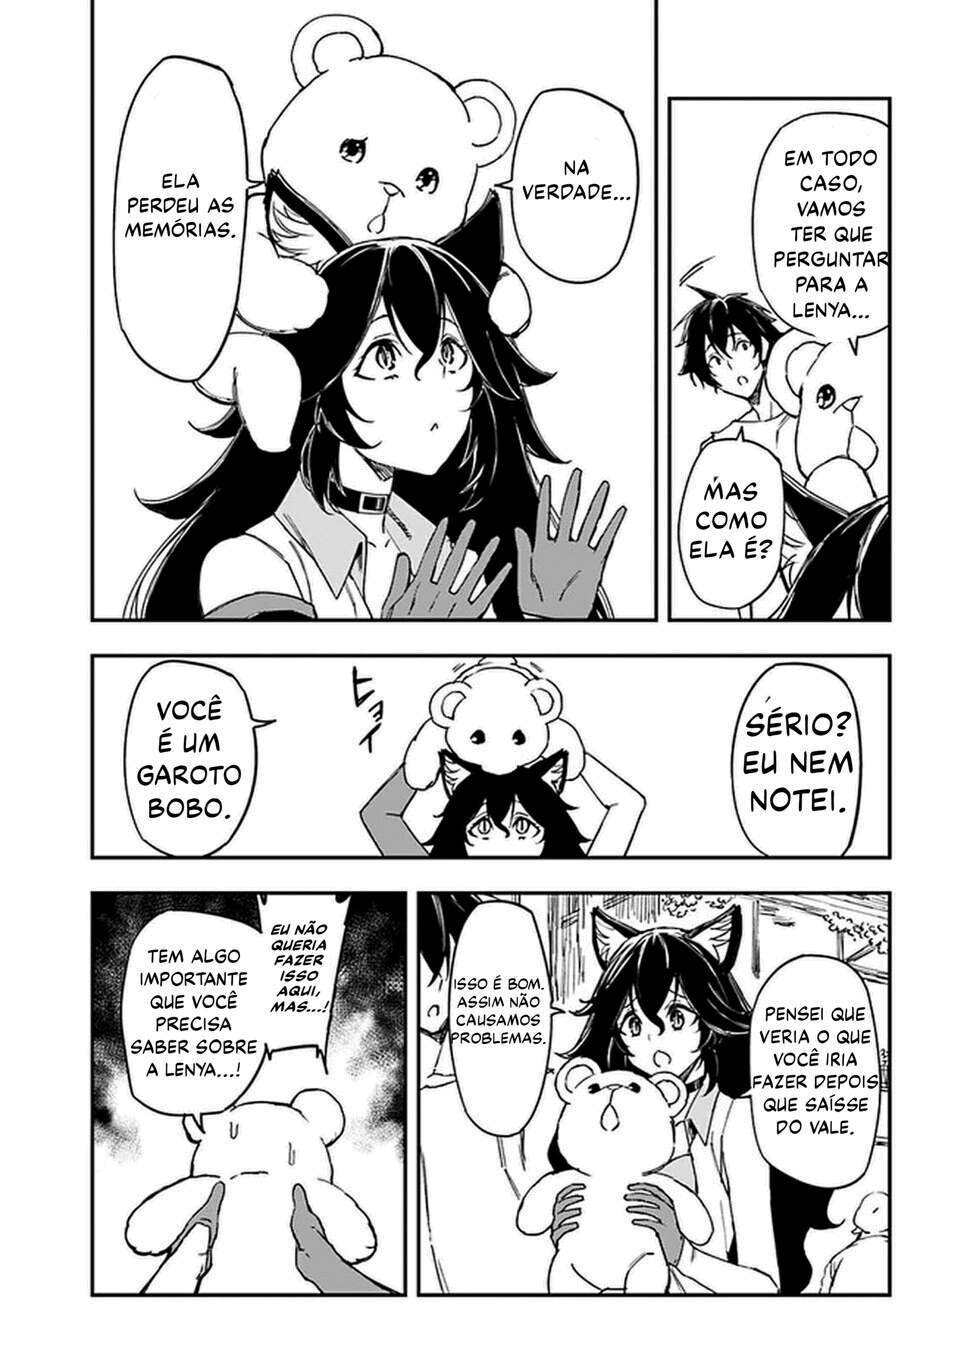 EM TODO
CASO,
VAMOS
TER QUE
PERGUNTAR
PARA A
LENYA...
MAS
COMO
ELA É?
NA
VERDADE...
ELA
PERDEU AS
MEMÓRIAS.
SÉRIO?
EU NEM
NOTEI.
ヒョイ
VOCÊ
É UM
GAROTO
BOBO.
PENSEI QUE
VERIA O QUE
VOCÊ IRIA
FAZER DEPOIS
QUE SAÍSSE
DO VALE.
ISSO É BOM.
ASSIM NÃO
CAUSAMOS
PROBLEMAS.
EU NÃO
QUERIA
FAZER
ISSO
AQUI,
MAS...!
TEM ALGO
IMPORTANTE
QUE VOCÊ
PRECISA
SABER SOBRE
A LENYA...!